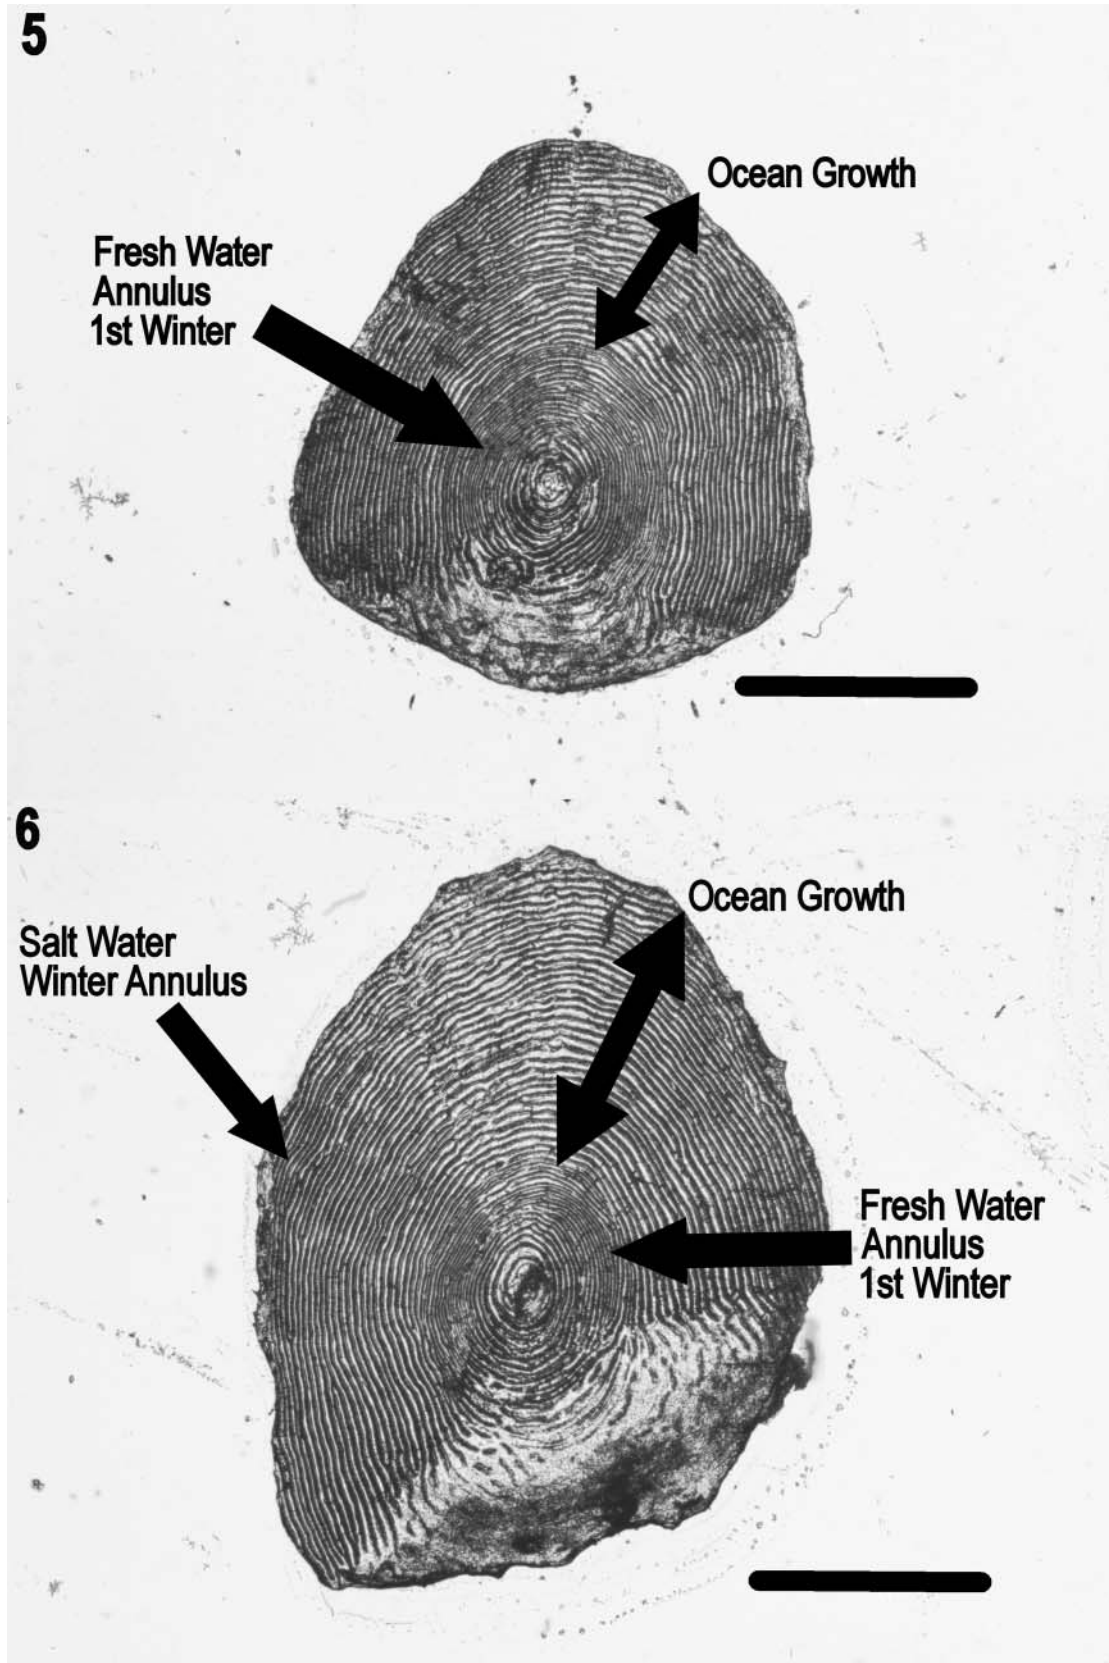 5
Ocean Growth
Fresh Water
Annulus
1st Winter
6
Ocean Growth
Salt Water
Winter Annulus
Fresh Water
Annulus
1st Winter